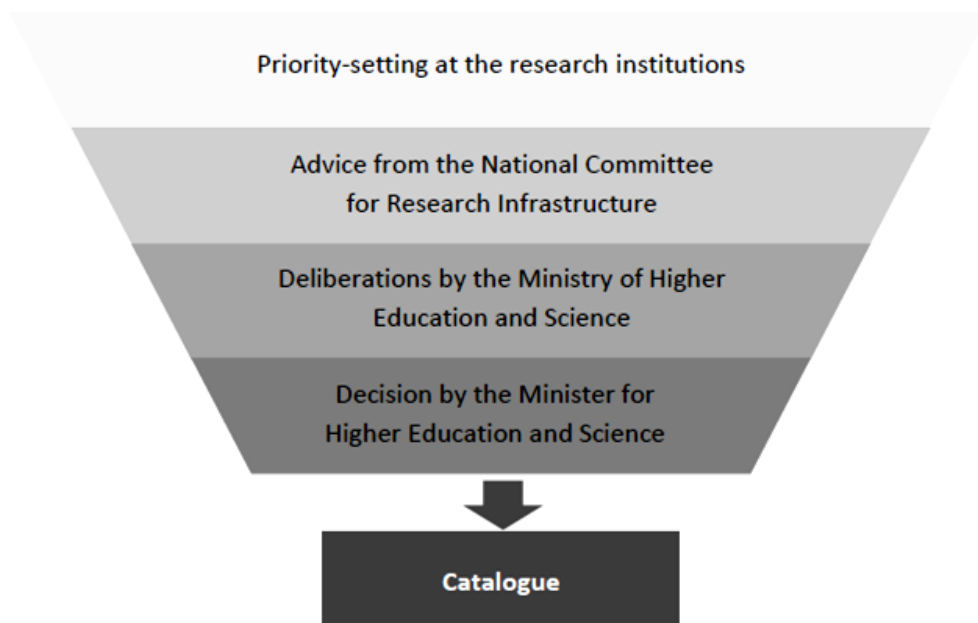 Priority-setting at the research institutions
Advice from the National Committee
for Research Infrastructure
Deliberations by the Ministry of Higher
Education and Science
Decision by the Minister for
Higher Education and Science
Catalogue